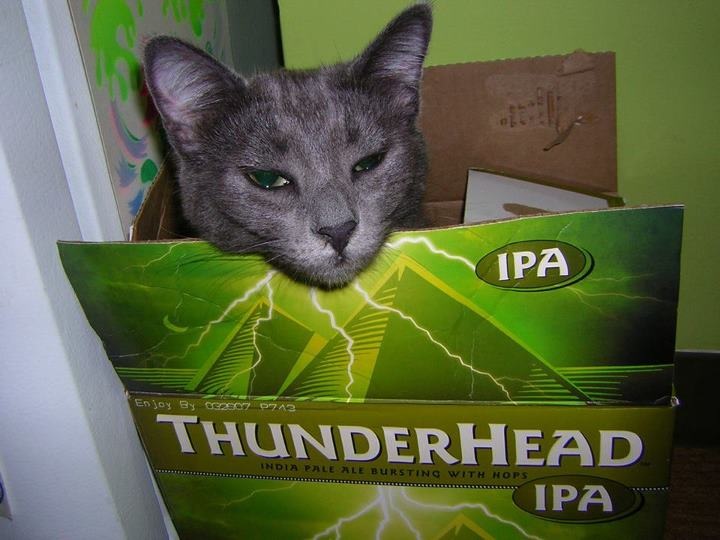 IPA
Enjoy By 032907 P743
THUNDERHEAD
INDIA PALE ALE BURSTING WITH HOPS
IPA